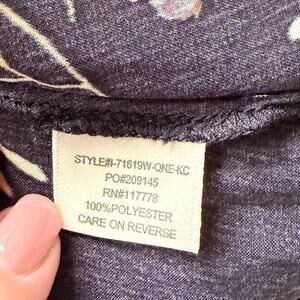 STYLE#I-71619W-QNE-KC
PO#209145
RN#117778
100%POLYESTER
CARE ON REVERSE